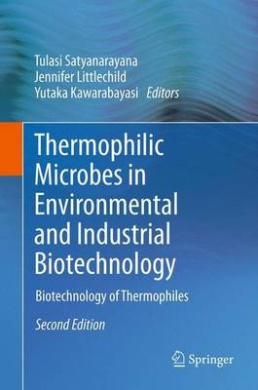 Tulasi Satyanarayana
Jennifer Littlechild
Yutaka Kawarabayasi Editors
Thermophilic
Microbes in
Environmental
and Industrial
Biotechnology
Biotechnology of Thermophiles
Second Edition
Springer